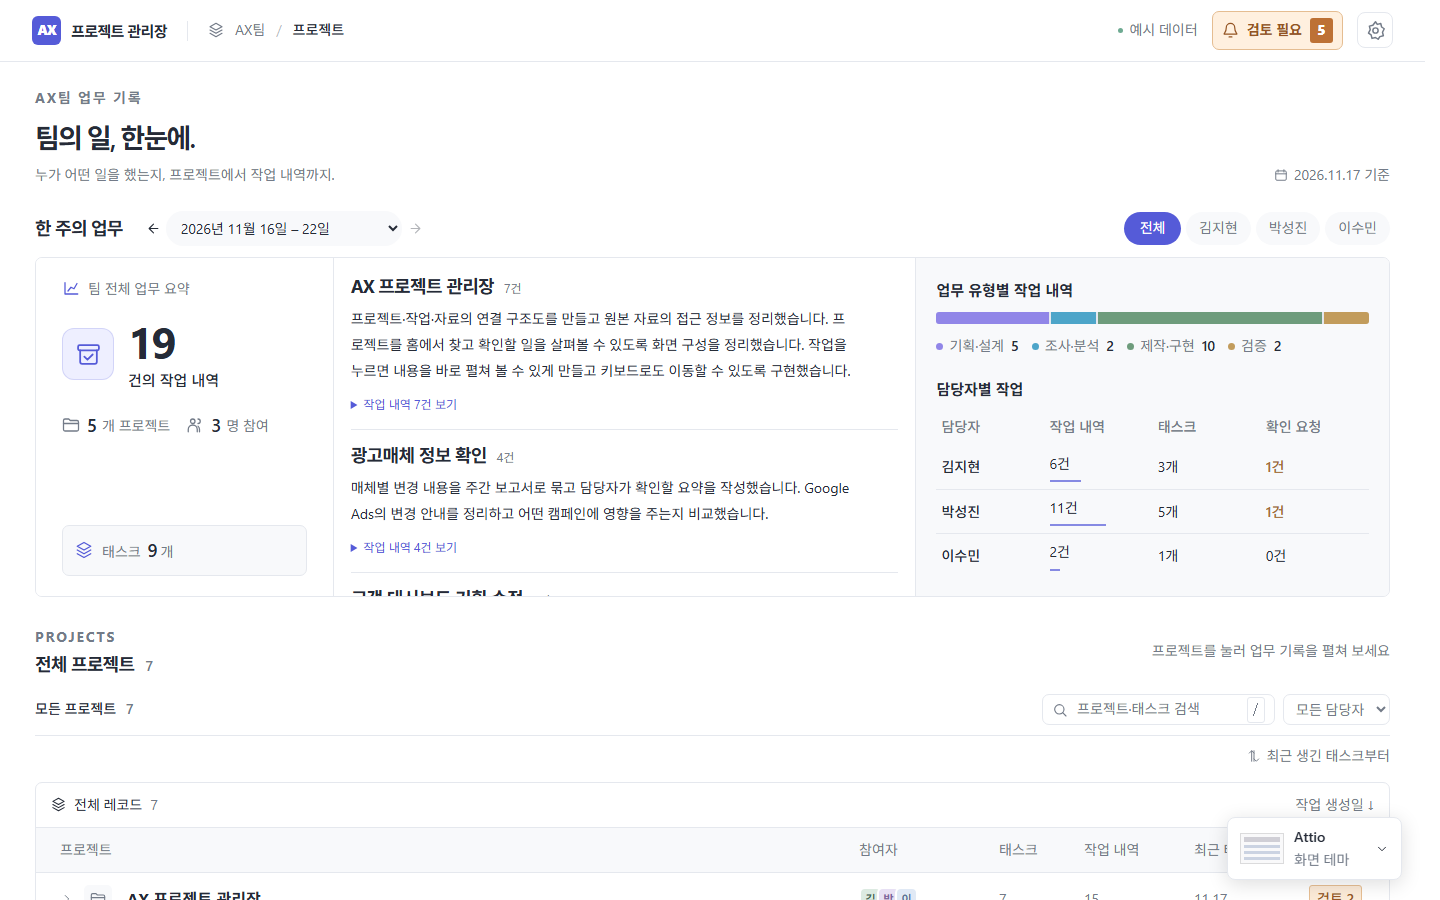 AX 프로젝트 관리장 AX팀 / 프로젝트 예시 데이터 검토 필요 5
AX팀 업무 기록
팀의 일, 한눈에.
누가 어떤 일을 했는지, 프로젝트에서 작업 내역까지.
2026.11.17 기준
한 주의 업무 ← 2026년 11월 16일 – 22일 → 전체 김지현 박성진 이수민
팀 전체 업무 요약
19
건의 작업 내역
5 개 프로젝트 3 명 참여
태스크 9 개
AX 프로젝트 관리장 7건
프로젝트·작업·자료의 연결 구조도를 만들고 원본 자료의 접근 정보를 정리했습니다. 프
로젝트를 홈에서 찾고 확인할 일을 살펴볼 수 있도록 화면 구성을 정리했습니다. 작업을
누르면 내용을 바로 펼쳐 볼 수 있게 만들고 키보드로도 이동할 수 있도록 구현했습니다.
▶ 작업 내역 7건 보기
광고매체 정보 확인 4건
매체별 변경 내용을 주간 보고서로 묶고 담당자가 확인할 요약을 작성했습니다. Google
Ads의 변경 안내를 정리하고 어떤 캠페인에 영향을 주는지 비교했습니다.
▶ 작업 내역 4건 보기
업무 유형별 작업 내역
기획·설계 5 조사·분석 2 제작·구현 10 검증 2
담당자별 작업
담당자 작업 내역 태스크 확인 요청
김지현 6건 3개 1건
박성진 11건 5개 1건
이수민 2건 1개 0건
PROJECTS
전체 프로젝트 7
프로젝트를 눌러 업무 기록을 펼쳐 보세요
모든 프로젝트 7
프로젝트·태스크 검색 / 모든 담당자
최근 생긴 태스크부터
전체 레코드 7 작업 생성일 ↓
프로젝트 참여자 태스크 작업 내역 최근
AX 프로젝트 관리장 김 박 이 7 15 11.17 검토 2
Attio
화면 테마